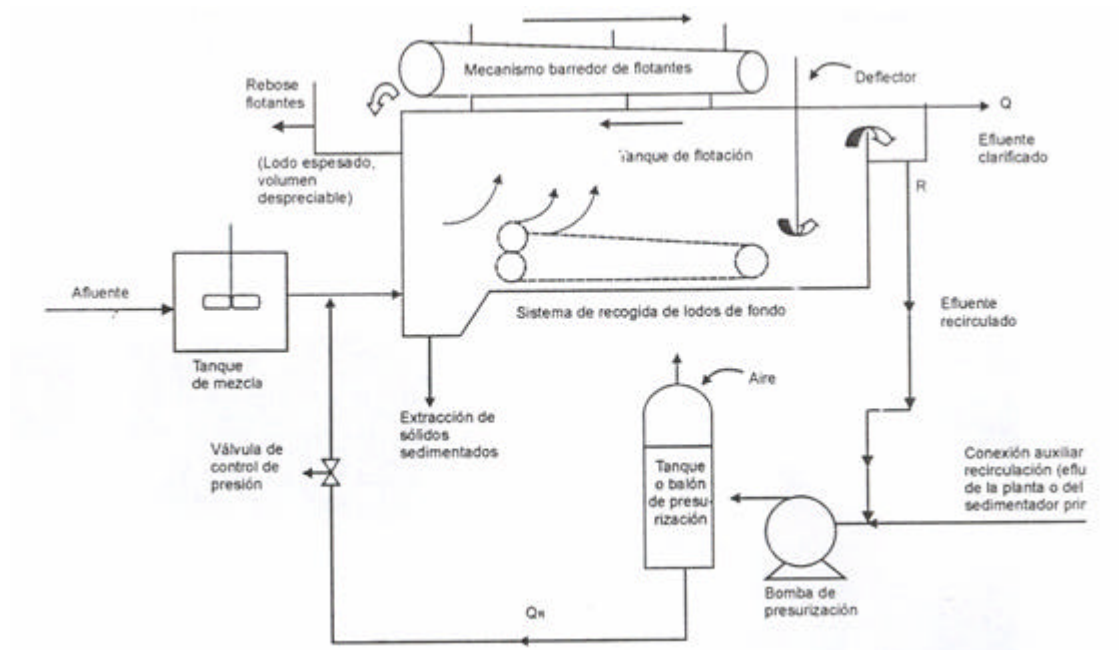 Mecanismo barredor de flotantes
Deflector
Rebose
flotantes
Q
Efluente
clarificado
(Lodo espesado,
volumen
despreciable)
Tanque de flotación
R
Afluente
Efluente
recirculado
Sistema de recogida de lodos de fondo
Tanque
de mezcla
Aire
Extracción de
sólidos
sedimentados
Válvula de
control de
presión
Tanque
o balón
de presu-
rización
Conexión auxiliar
recirculación (eflu
de la planta o del
sedimentador prir
Bomba de
presurización
QR